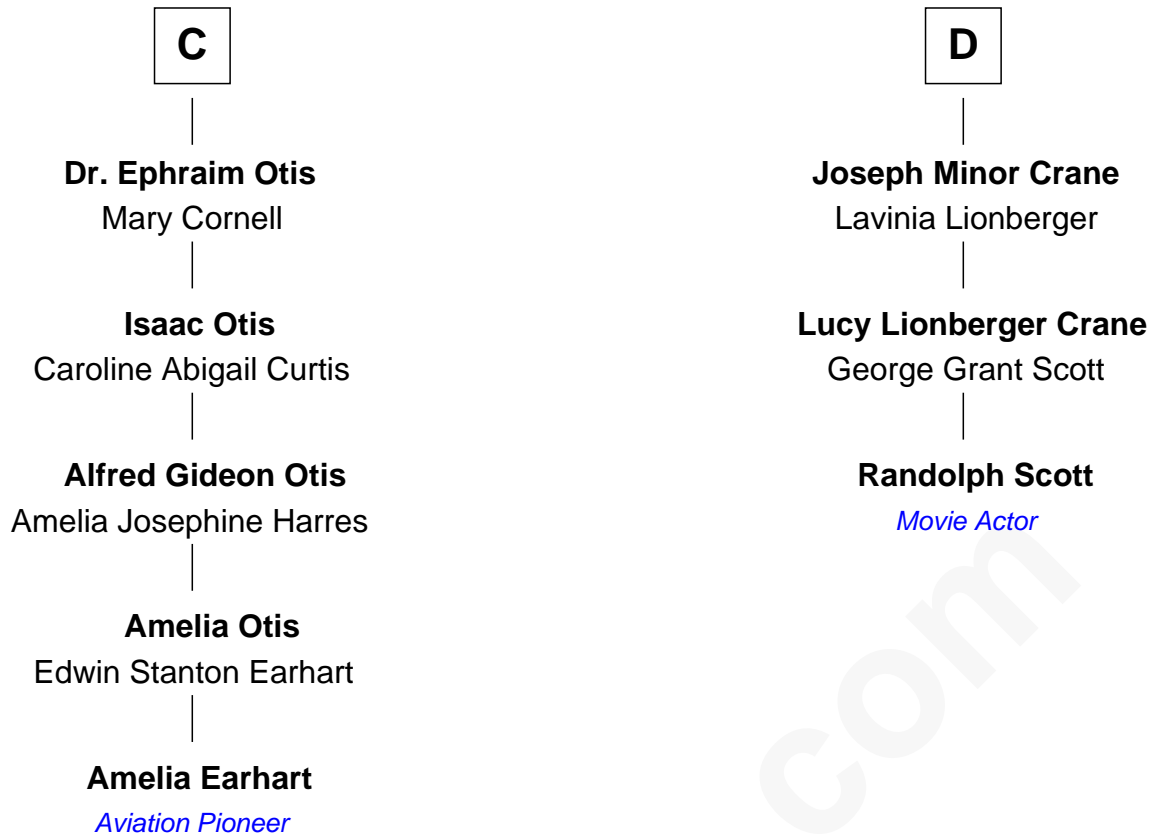 C
Dr. Ephraim Otis
Mary Cornell
Isaac Otis
Caroline Abigail Curtis
Alfred Gideon Otis
Amelia Josephine Harres
Amelia Otis
Edwin Stanton Earhart
Amelia Earhart
Aviation Pioneer
D
Joseph Minor Crane
Lavinia Lionberger
Lucy Lionberger Crane
George Grant Scott
Randolph Scott
Movie Actor
com